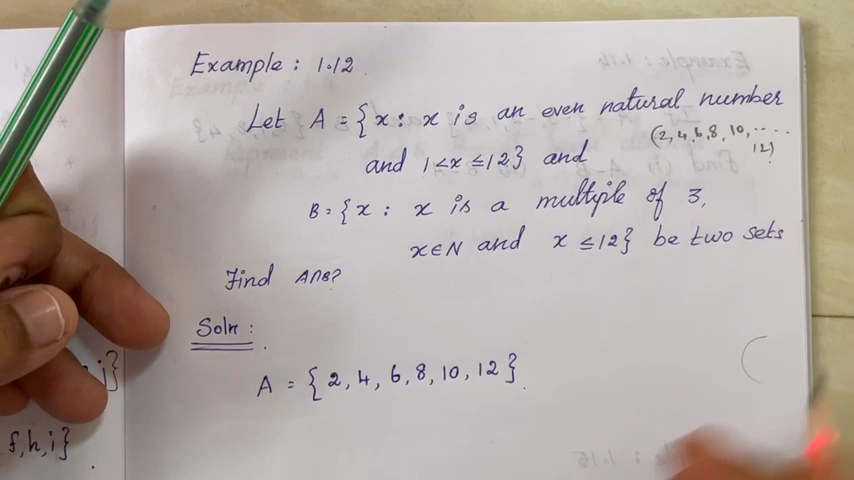 Example : 1.12
Let A = {x : x is an even natural number
(2, 4, 6, 8, 10, .....
12)
and 1 < x ≤ 12} and
B = {x : x is a multiple of 3,
x ∈ N and x ≤ 12} be two sets
Find A∩B?
Soln :
A = { 2, 4, 6, 8, 10, 12 }.
j}
f, h, i}